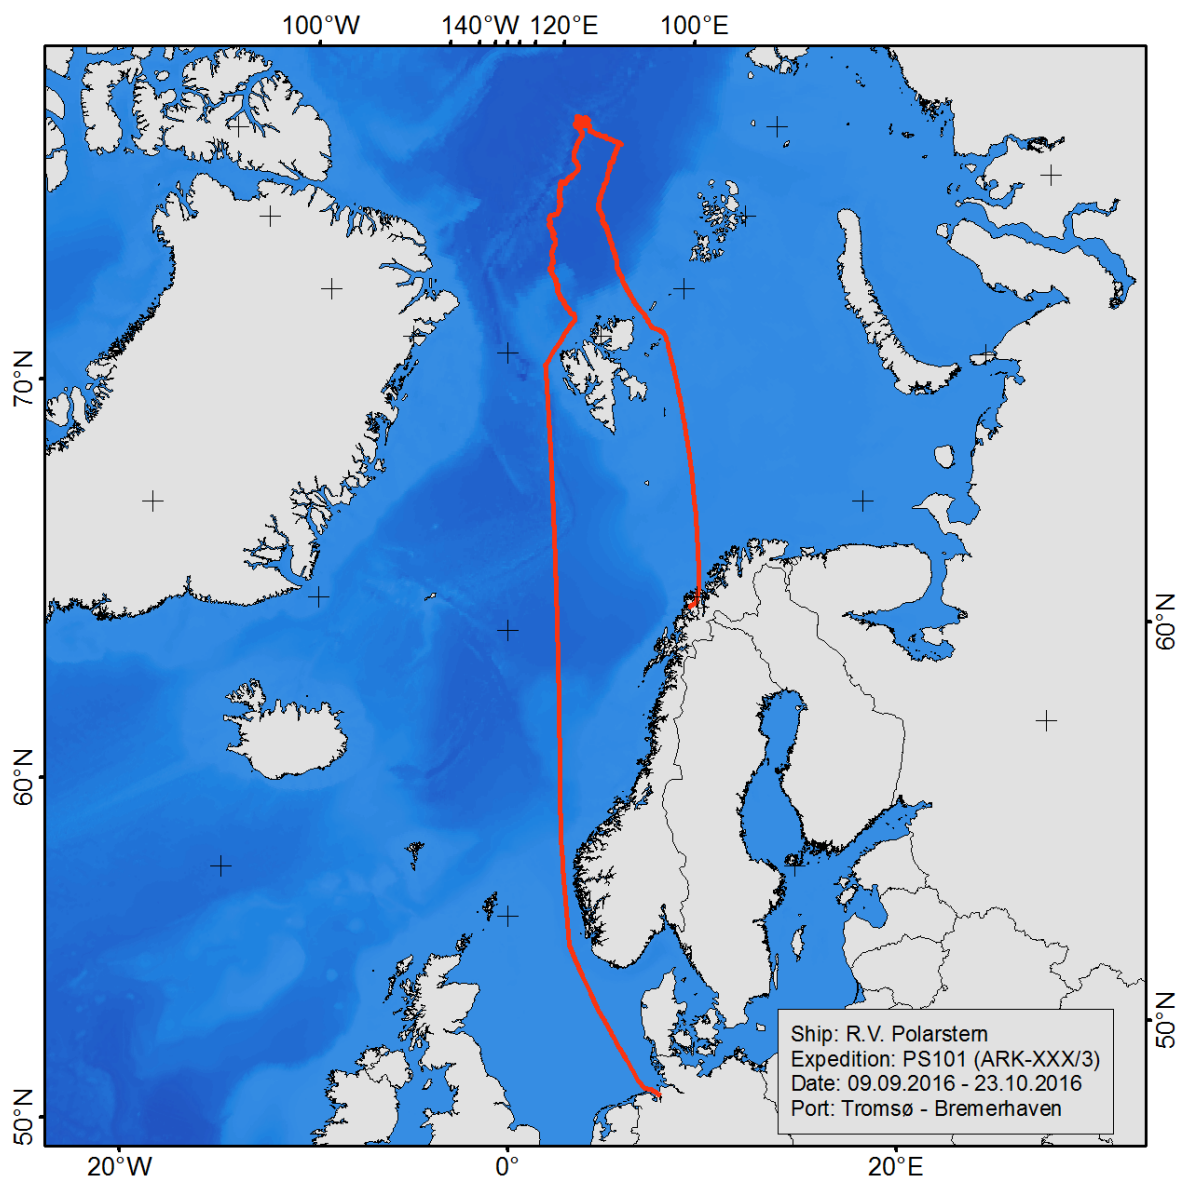 100°W 140°W 120°E 100°E
70°N
60°N
60°N
50°N
50°N
20°W 0° 20°E
Ship: R.V. Polarstern
Expedition: PS101 (ARK-XXX/3)
Date: 09.09.2016 - 23.10.2016
Port: Tromsø - Bremerhaven